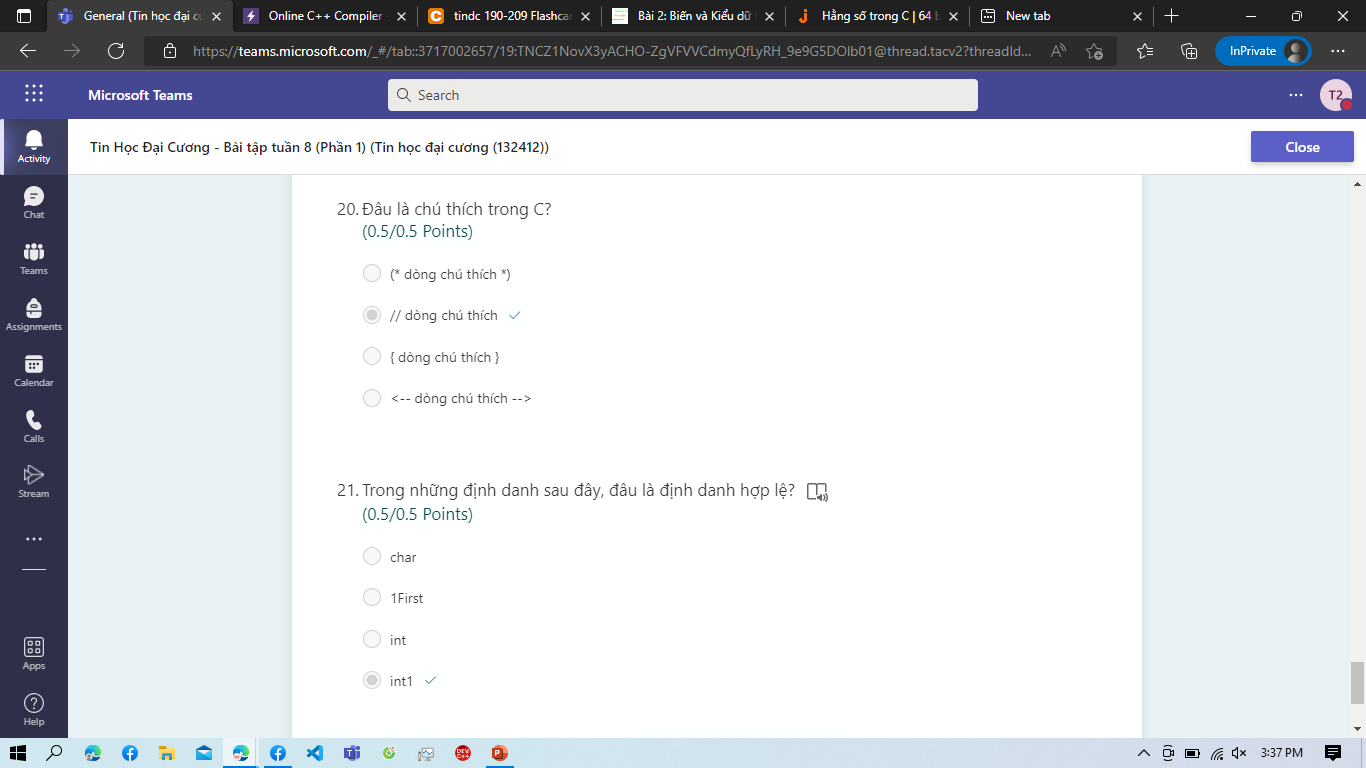 General (Tin học đại cư
Online C++ Compiler
tindc 190-209 Flashcar
Bài 2: Biến và Kiểu dữ
Hằng số trong C | 64 b
New tab
https://teams.microsoft.com/_#/tab::3717002657/19:TNCZ1NovX3yACHO-ZgVFVVCdmyQfLyRH_9e9G5DOIb01@thread.tacv2?threadId...
InPrivate
Microsoft Teams
Search
T2
Tin Học Đại Cương - Bài tập tuần 8 (Phần 1) (Tin học đại cương (132412))
Close
Activity
Chat
Teams
Assignments
Calendar
Calls
Stream
Apps
Help
20. Đâu là chú thích trong C?
(0.5/0.5 Points)
(* dòng chú thích *)
// dòng chú thích
{ dòng chú thích }
<-- dòng chú thích -->
21. Trong những định danh sau đây, đâu là định danh hợp lệ?
(0.5/0.5 Points)
char
1First
int
int1
3:37 PM